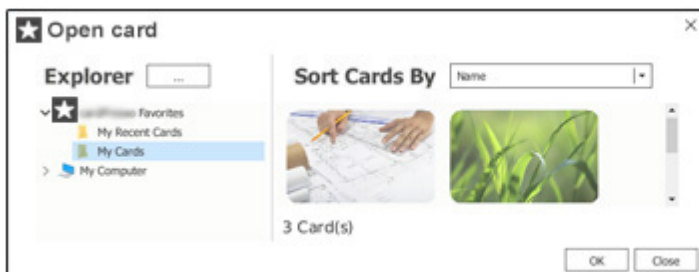 Open card
Explorer ...
Sort Cards By Name
Favorites
My Recent Cards
My Cards
My Computer
3 Card(s)
OK Close